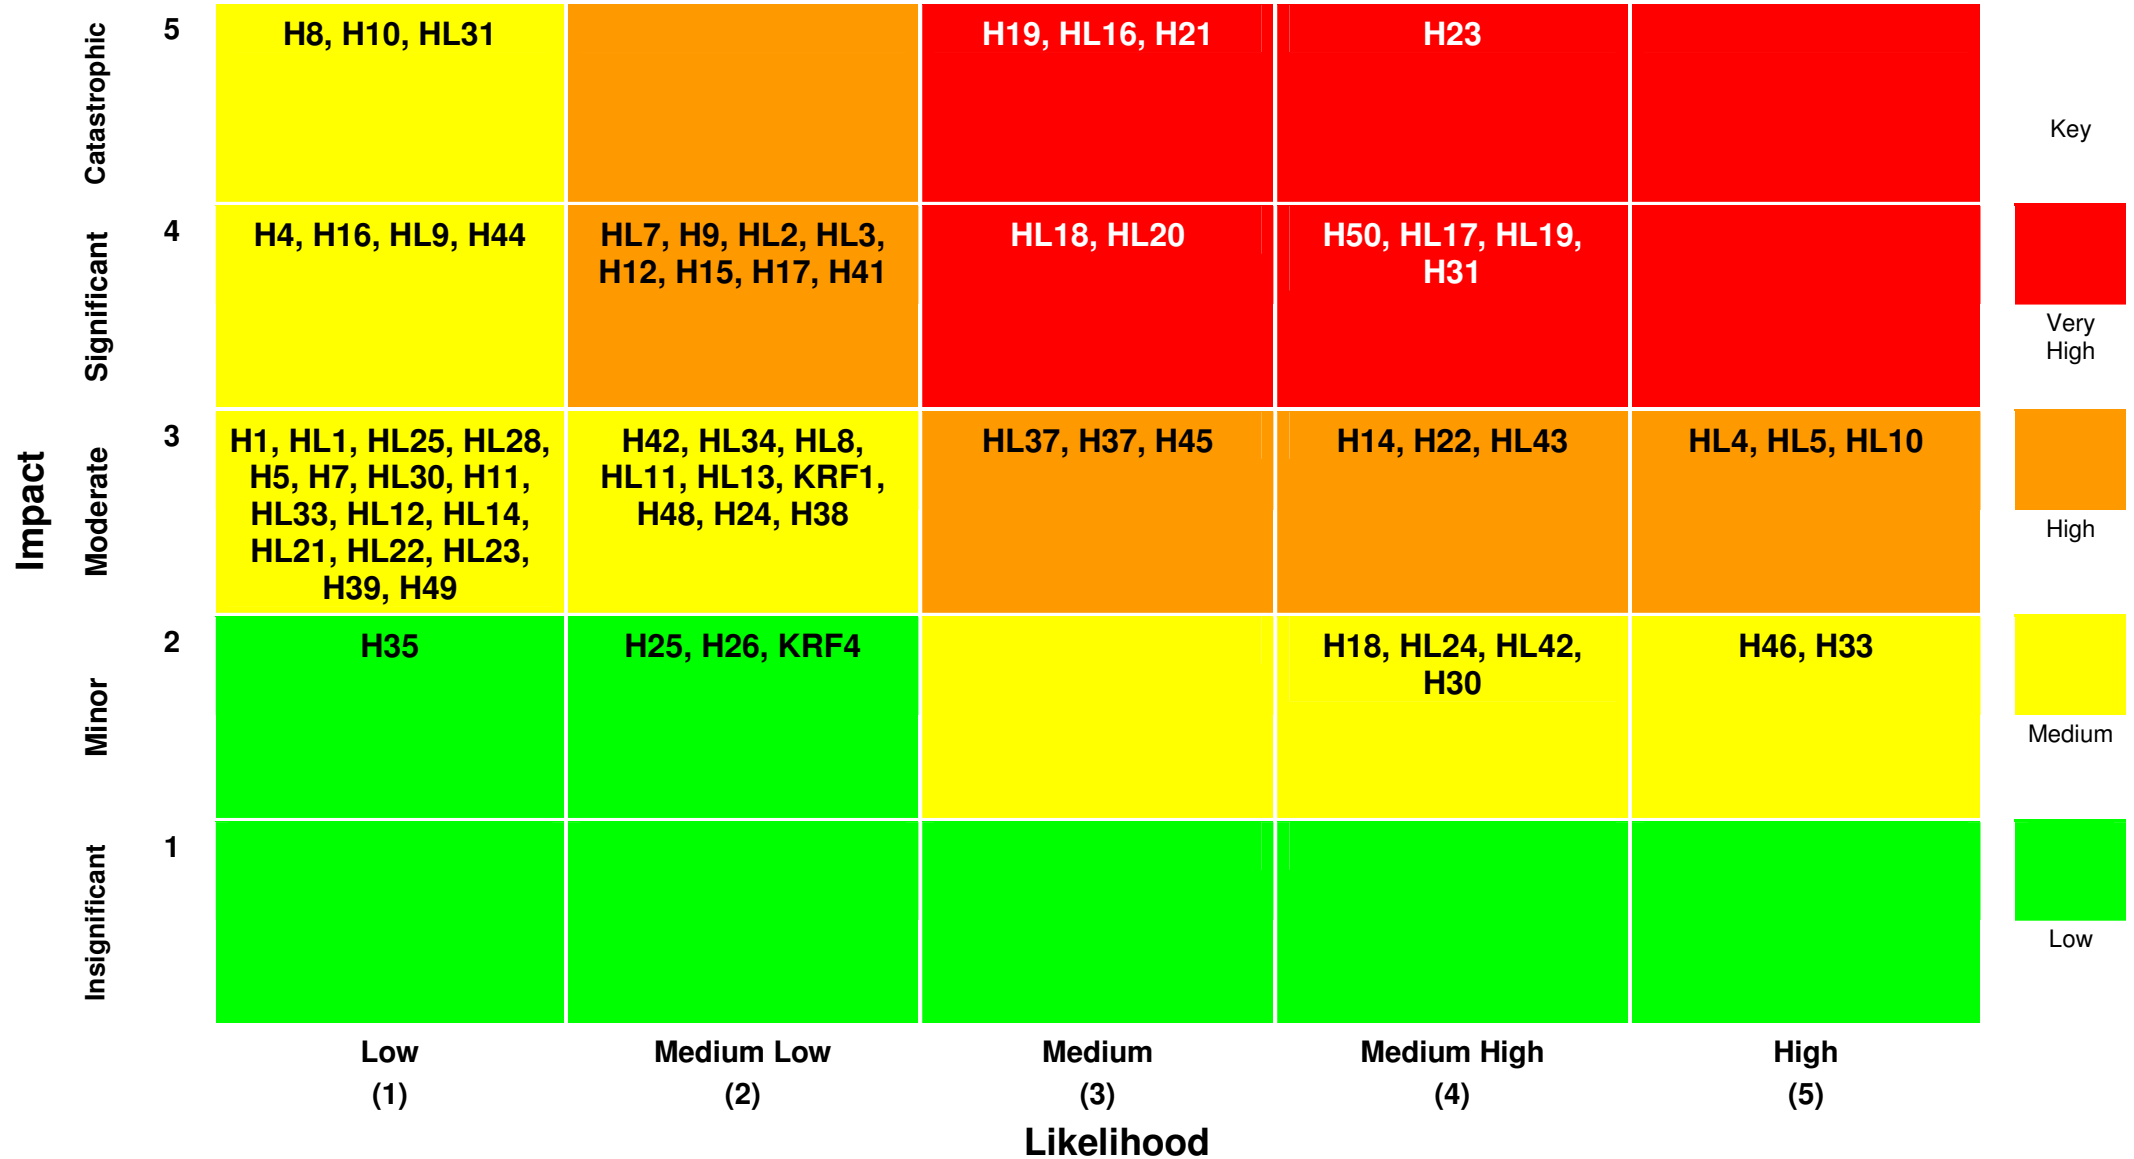 Impact
Catastrophic
5
H8, H10, HL31
H19, HL16, H21
H23
Key
Significant
4
H4, H16, HL9, H44
HL7, H9, HL2, HL3,
H12, H15, H17, H41
HL18, HL20
H50, HL17, HL19,
H31
Very
High
Moderate
3
H1, HL1, HL25, HL28,
H5, H7, HL30, H11,
HL33, HL12, HL14,
HL21, HL22, HL23,
H39, H49
H42, HL34, HL8,
HL11, HL13, KRF1,
H48, H24, H38
HL37, H37, H45
H14, H22, HL43
HL4, HL5, HL10
High
Minor
2
H35
H25, H26, KRF4
H18, HL24, HL42,
H30
H46, H33
Medium
Insignificant
1
Low
Low
(1)
Medium Low
(2)
Medium
(3)
Medium High
(4)
High
(5)
Likelihood